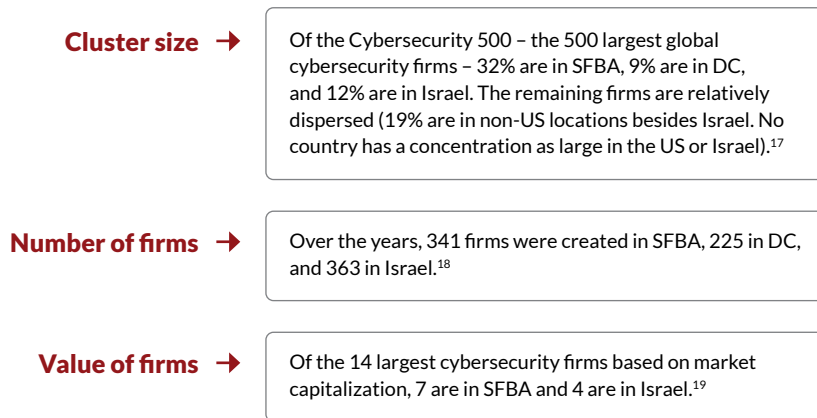 Cluster size →
Of the Cybersecurity 500 – the 500 largest global
cybersecurity firms – 32% are in SFBA, 9% are in DC,
and 12% are in Israel. The remaining firms are relatively
dispersed (19% are in non-US locations besides Israel. No
country has a concentration as large in the US or Israel).17
Number of firms →
Over the years, 341 firms were created in SFBA, 225 in DC,
and 363 in Israel.18
Value of firms →
Of the 14 largest cybersecurity firms based on market
capitalization, 7 are in SFBA and 4 are in Israel.19